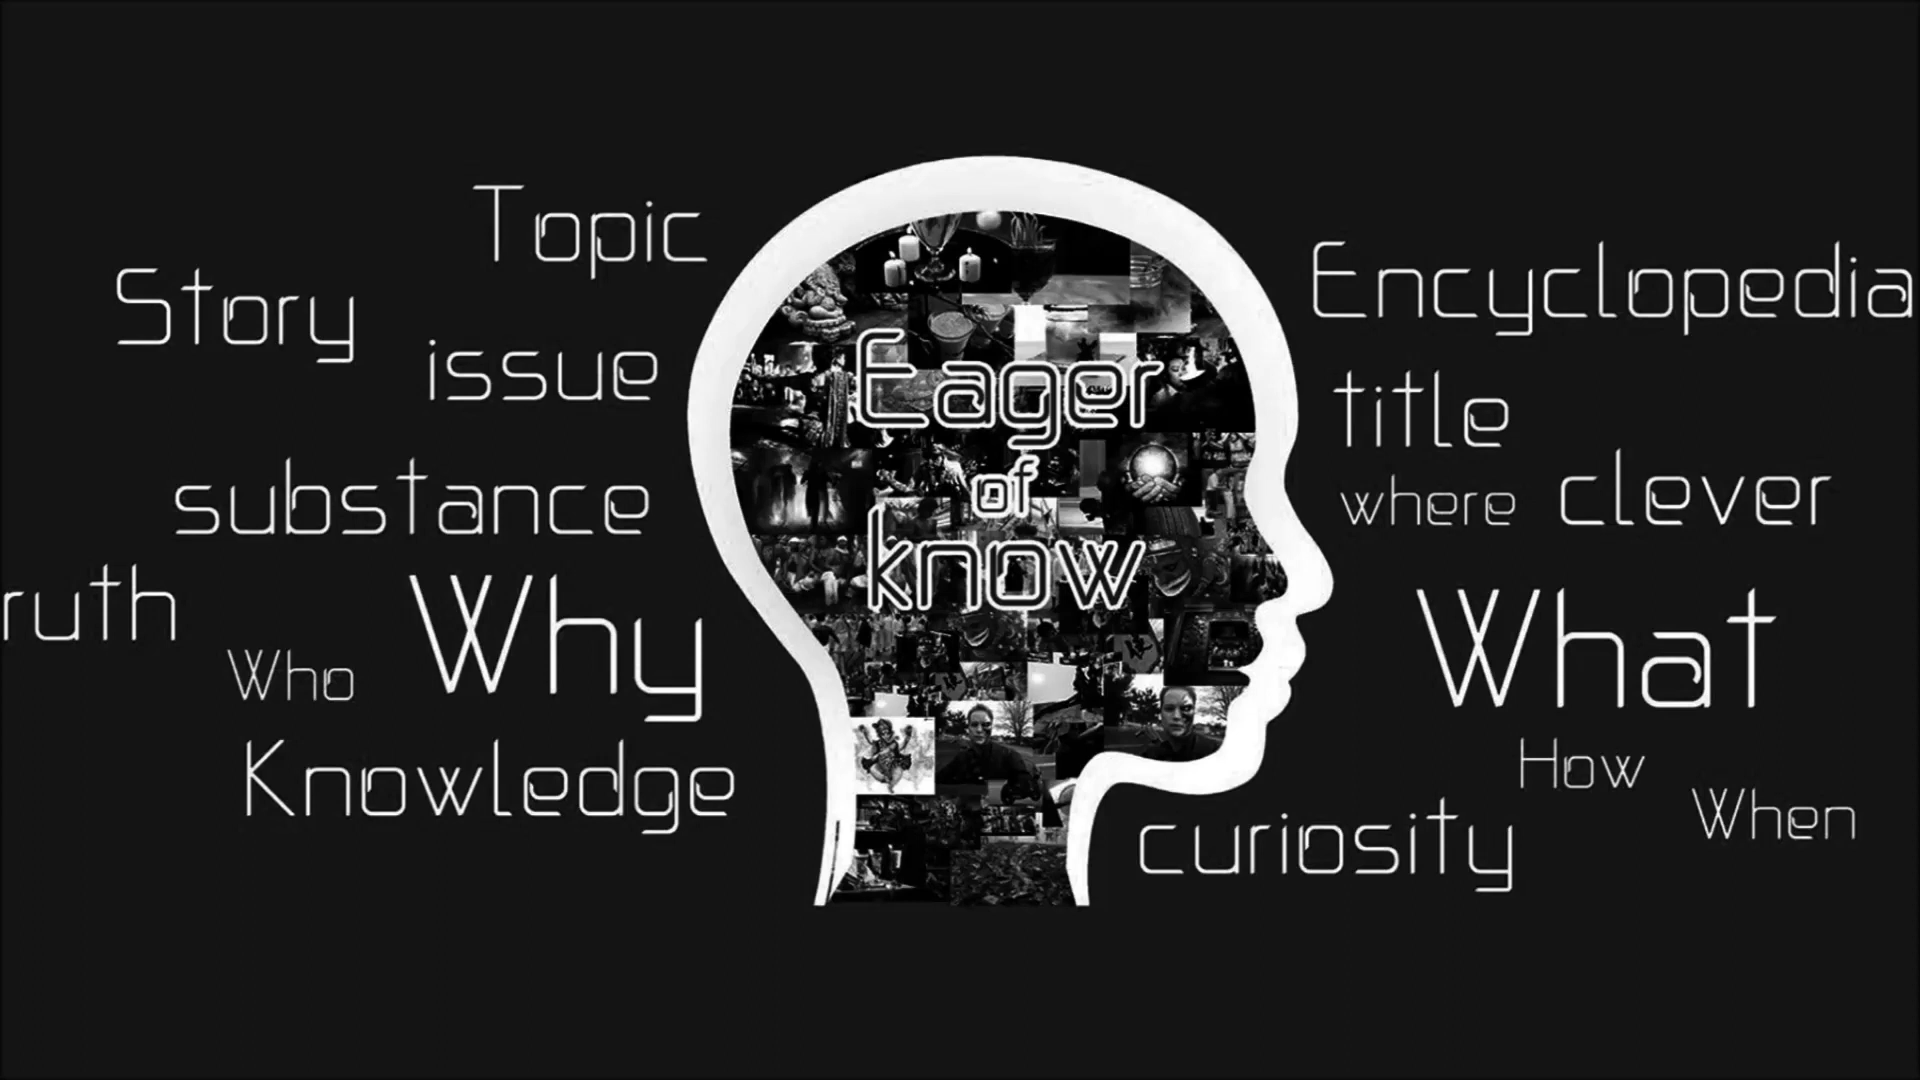 Topic
Story
issue
substance
ruth
Why
Who
Knowledge
Eager
of
know
Encyclopedia
title
where
clever
What
How
When
curiosity